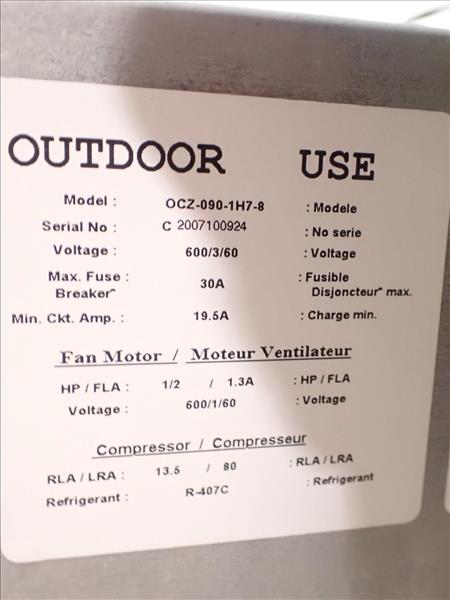 OUTDOOR USE
Model : OCZ-090-1H7-8 : Modele
Serial No : C 2007100924 : No serie
Voltage : 600/3/60 : Voltage
Max. Fuse : 30A : Fusible
Breaker" Disjoncteur" max.
Min. Ckt. Amp. : 19.5A : Charge min.
Fan Motor / Moteur Ventilateur
HP / FLA : 1/2 / 1.3A : HP / FLA
Voltage : 600/1/60 : Voltage
Compressor / Compresseur
RLA / LRA : 13.5 / 80 : RLA / LRA
Refrigerant : R-407C : Refrigerant